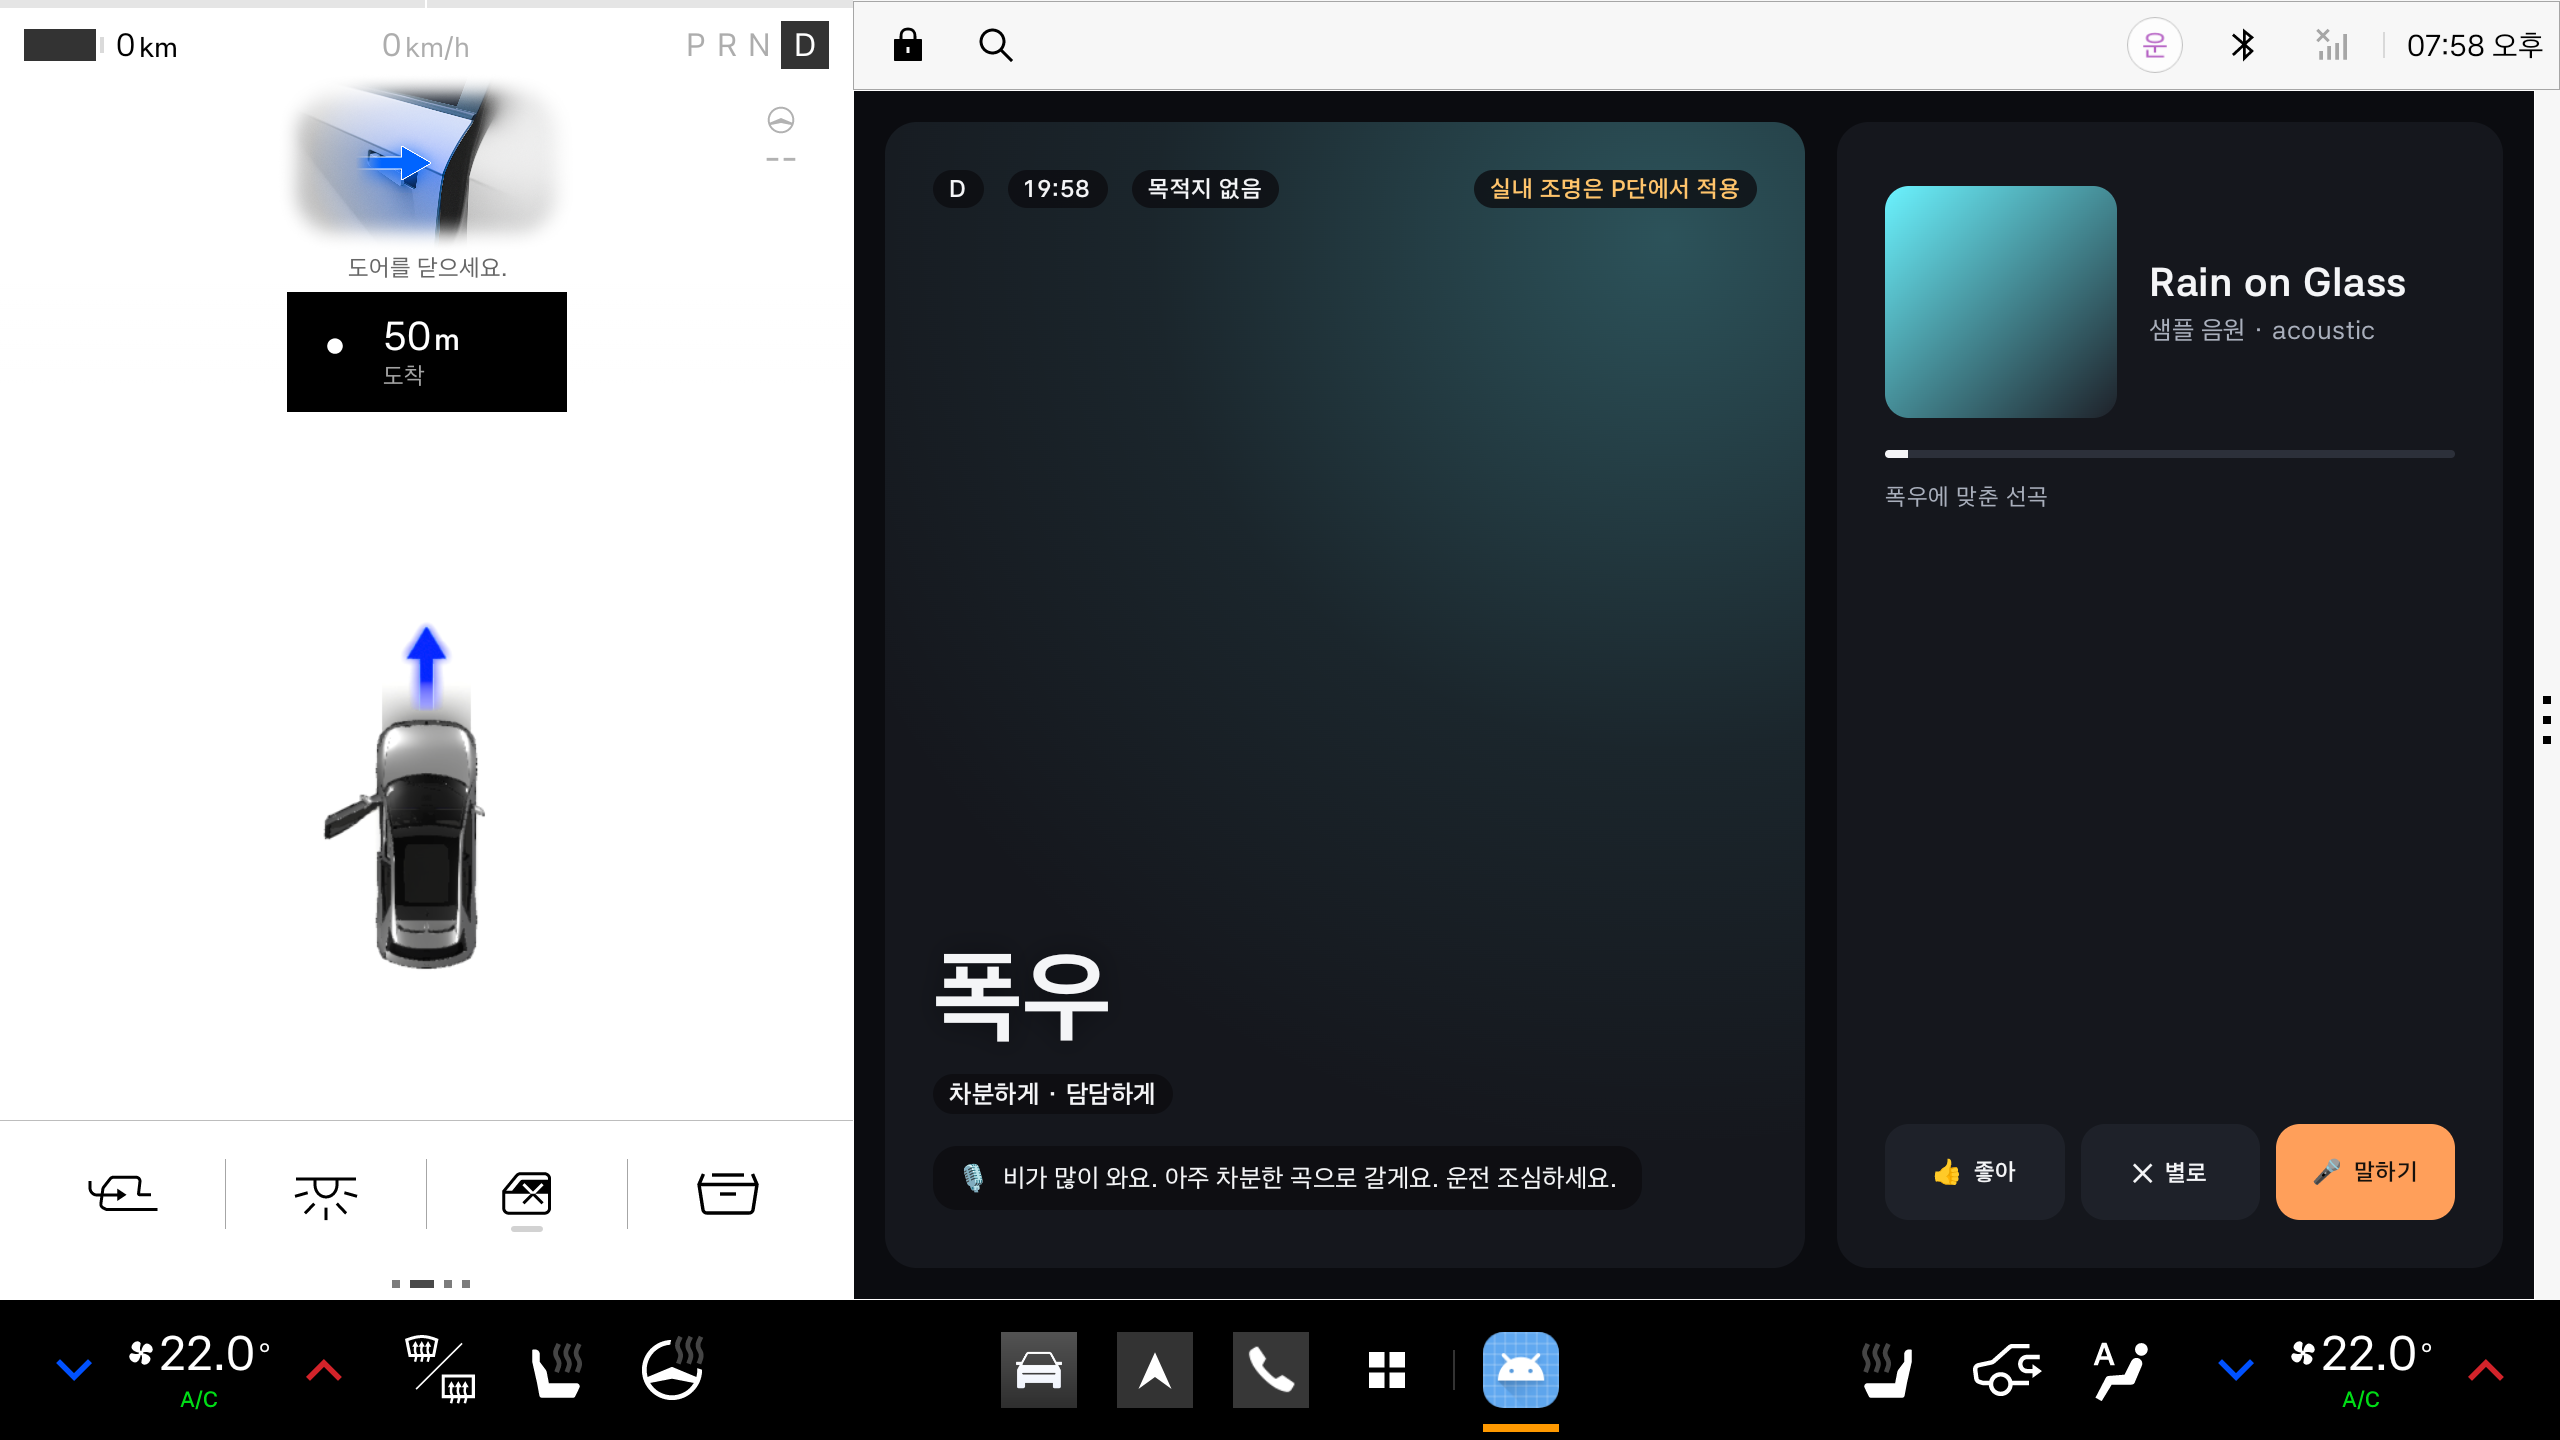 0 km
0 km/h
P R N D
도어를 닫으세요.
50 m
도착
운
07:58 오후
D
19:58
목적지 없음
실내 조명은 P단에서 적용
폭우
차분하게 · 담담하게
비가 많이 와요. 아주 차분한 곡으로 갈게요. 운전 조심하세요.
Rain on Glass
샘플 음원 · acoustic
폭우에 맞춘 선곡
좋아
별로
말하기
22.0°
A/C
A
22.0°
A/C